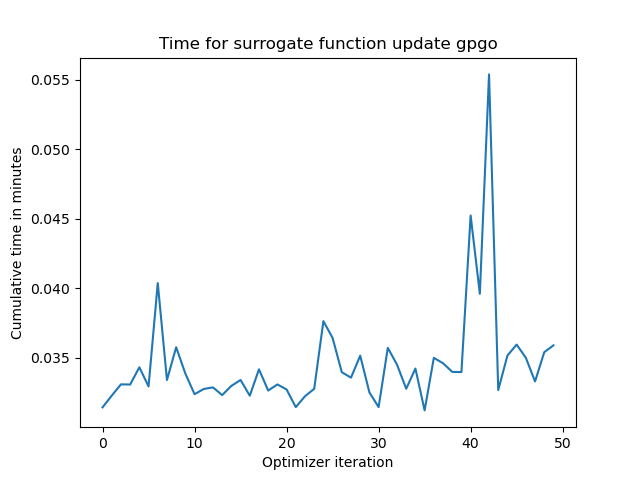 Time for surrogate function update gpgo
0.055
0.050
0.045
0.040
0.035
Cumulative time in minutes
0 10 20 30 40 50
Optimizer iteration